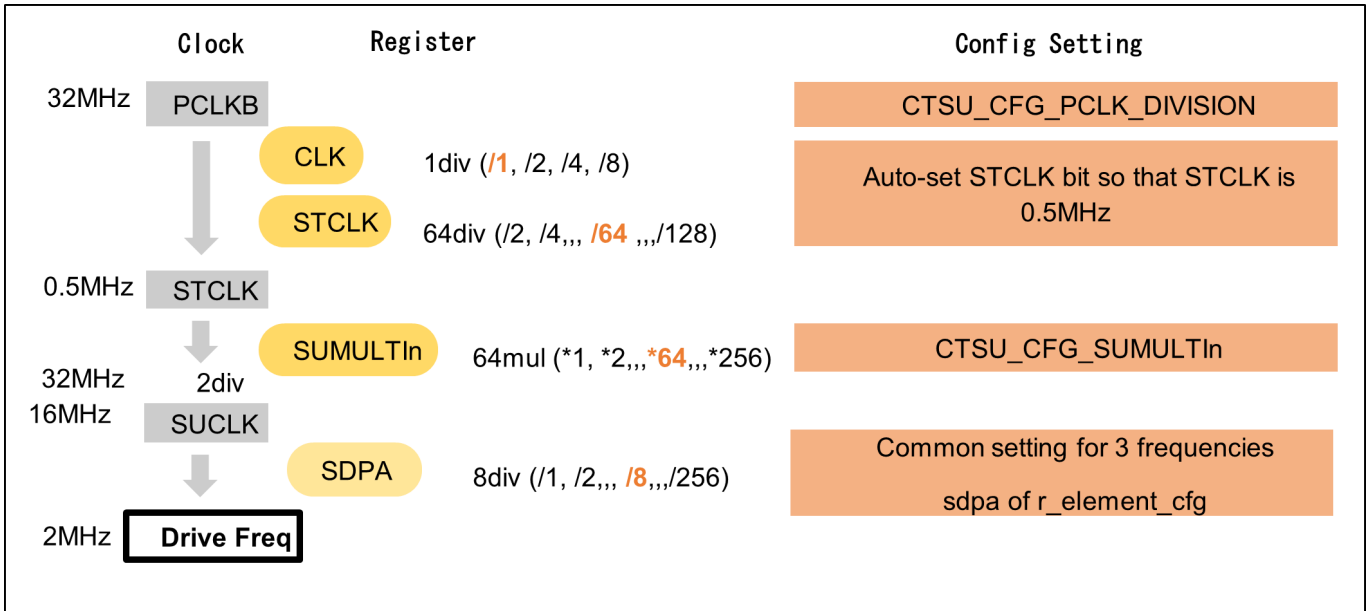 Clock Register Config Setting
32MHz PCLKB CTSU_CFG_PCLK_DIVISION
CLK 1div (/1, /2, /4, /8)
Auto-set STCLK bit so that STCLK is
0.5MHz
STCLK 64div (/2, /4,,, /64 ,,,/128)
0.5MHz STCLK
SUMULTIn 64mul (*1, *2,,,*64,,,*256) CTSU_CFG_SUMULTIn
32MHz 2div
16MHz SUCLK
SDPA 8div (/1, /2,,, /8,,,/256)
Common setting for 3 frequencies
sdpa of r_element_cfg
2MHz Drive Freq